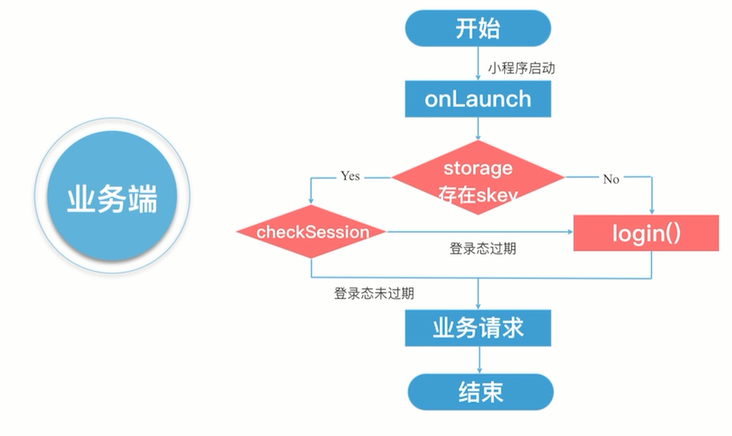 开始
小程序启动
onLaunch
storage
存在skey
Yes
No
业务端
checkSession
登录态过期
login()
登录态未过期
业务请求
结束